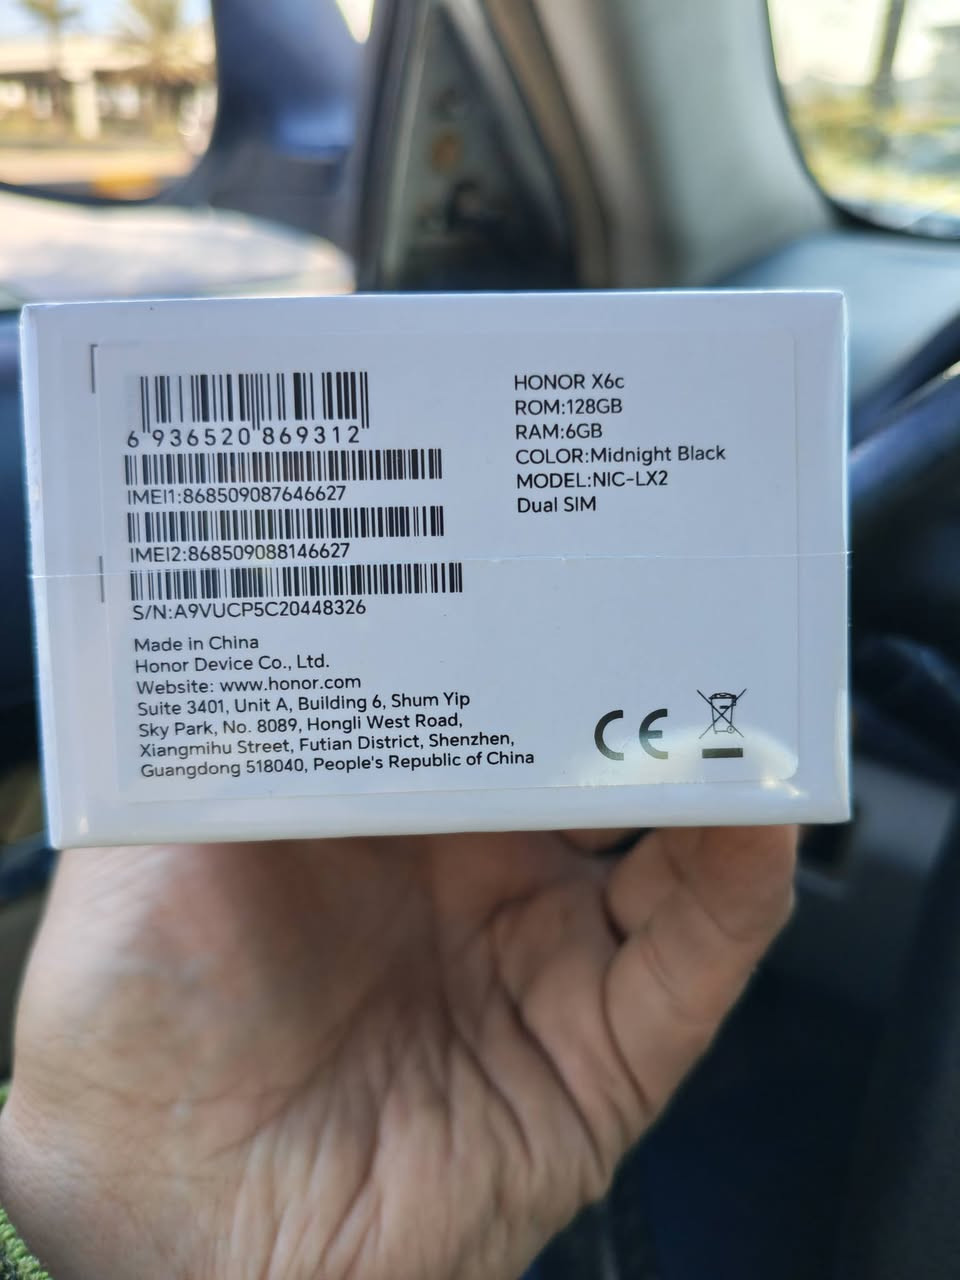 6 936520 869312
IMEI1:868509087646627
IMEI2:868509088146627
S/N:A9VUCP5C20448326
Made in China
Honor Device Co., Ltd.
Website: www.honor.com
Suite 3401, Unit A, Building 6, Shum Yip
Sky Park, No. 8089, Hongli West Road,
Xiangmihu Street, Futian District, Shenzhen,
Guangdong 518040, People's Republic of China
HONOR X6c
ROM:128GB
RAM:6GB
COLOR:Midnight Black
MODEL:NIC-LX2
Dual SIM
CE